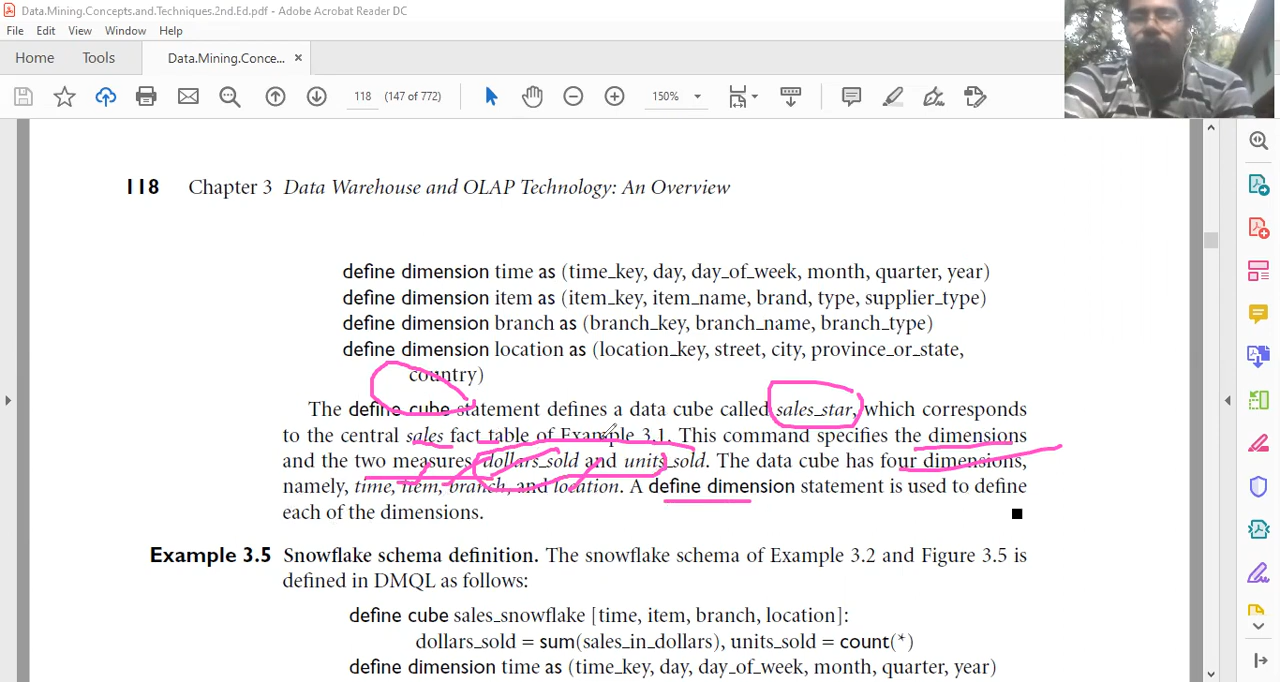 Data.Mining.Concepts.and.Techniques.2nd.Ed.pdf - Adobe Acrobat Reader DC
File Edit View Window Help
Home Tools Data.Mining.Conce... ×
118 (147 of 772) 150%
118 Chapter 3 Data Warehouse and OLAP Technology: An Overview
define dimension time as (time_key, day, day_of_week, month, quarter, year)
define dimension item as (item_key, item_name, brand, type, supplier_type)
define dimension branch as (branch_key, branch_name, branch_type)
define dimension location as (location_key, street, city, province_or_state,
country)
The define cube statement defines a data cube called sales_star, which corresponds
to the central sales fact table of Example 3.1. This command specifies the dimensions
and the two measures, dollars_sold and units_sold. The data cube has four dimensions,
namely, time, item, branch, and location. A define dimension statement is used to define
each of the dimensions.
Example 3.5 Snowflake schema definition. The snowflake schema of Example 3.2 and Figure 3.5 is
defined in DMQL as follows:
define cube sales_snowflake [time, item, branch, location]:
dollars_sold = sum(sales_in_dollars), units_sold = count(*)
define dimension time as (time_key, day, day_of_week, month, quarter, year)